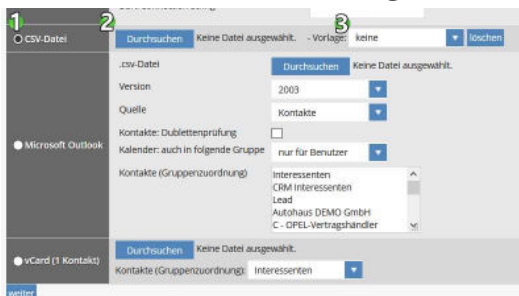 1 2 3
CSV-Datei Durchsuchen Keine Datei ausgewählt. - Vorlage: keine löschen
.csv-Datei Durchsuchen Keine Datei ausgewählt.
Version 2003
Quelle Kontakte
Kontakte: Dublettenprüfung
Microsoft Outlook Kalender: auch in folgende Gruppe nur für Benutzer
Kontakte (Gruppenzuordnung) Interessenten
CRM Interessenten
Lead
Autohaus DEMO GmbH
C - OPEL-Vertragshändler
Durchsuchen Keine Datei ausgewählt.
vCard (1 Kontakt)
Kontakte (Gruppenzuordnung): Interessenten
weiter